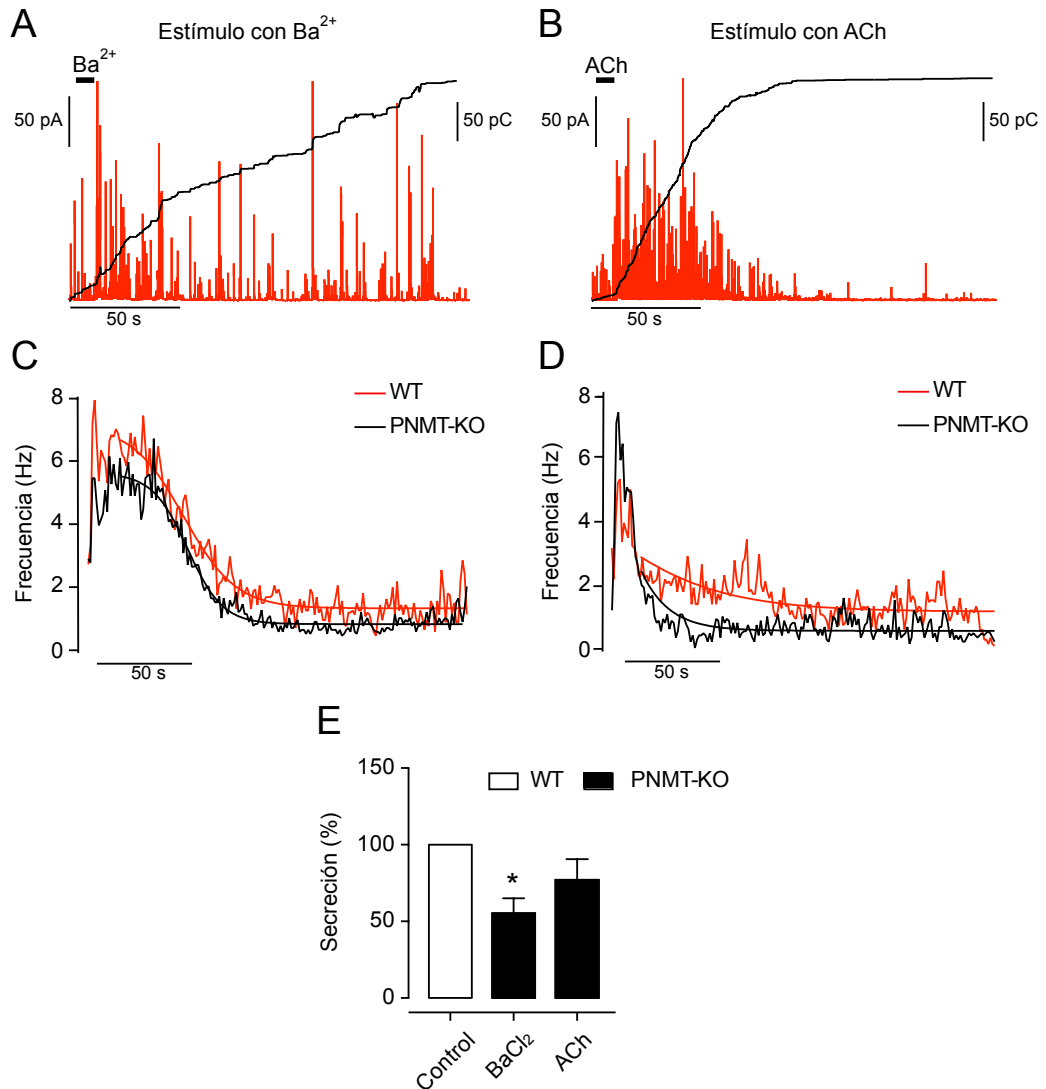 A
Estímulo con Ba²⁺
Ba²⁺
50 pA
50 pC
50 s
B
Estímulo con ACh
ACh
50 pA
50 pC
50 s
C
WT
PNMT-KO
Frecuencia (Hz)
8
6
4
2
0
50 s
D
WT
PNMT-KO
Frecuencia (Hz)
8
6
4
2
0
50 s
E
WT
PNMT-KO
Secreción (%)
150
100
50
0
*
Control
BaCl₂
ACh